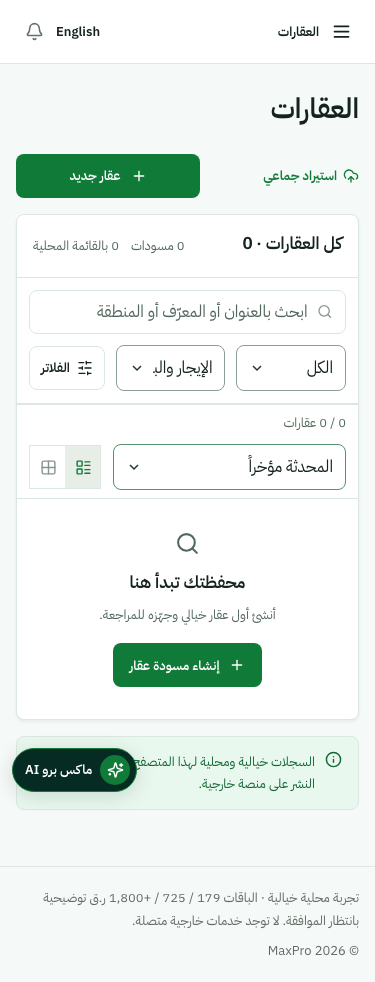 العقارات
English
العقارات
استيراد جماعي
عقار جديد
كل العقارات · 0
0 مسودات
0 بالقائمة المحلية
ابحث بالعنوان أو المعرّف أو المنطقة
الكل
الإيجار والبـ
الفلاتر
0 / 0 عقارات
المحدثة مؤخراً
محفظتك تبدأ هنا
أنشئ أول عقار خيالي وجهّزه للمراجعة.
إنشاء مسودة عقار
السجلات خيالية ومحلية لهذا المتصفح
النشر على منصة خارجية.
ماكس برو AI
تجربة محلية خيالية · الباقات 179 / 725 / +1,800 ر.ق توضيحية
بانتظار الموافقة. لا توجد خدمات خارجية متصلة.
© 2026 MaxPro